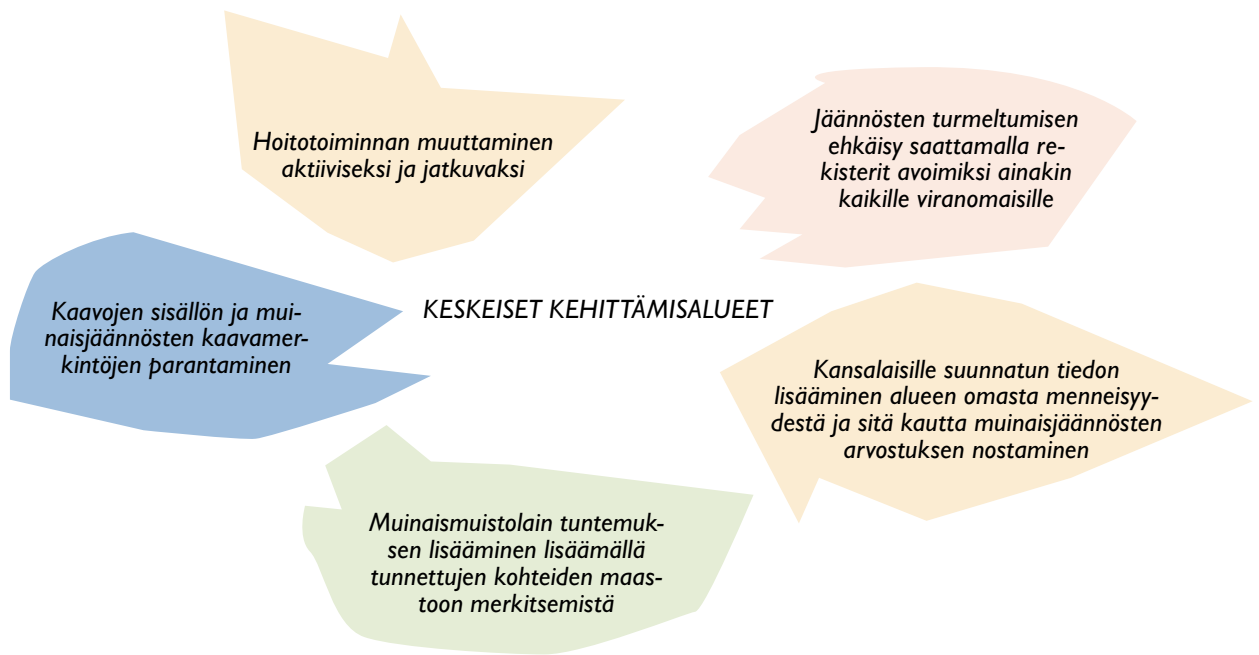 Hoitotoiminnan muuttaminen
aktiiviseksi ja jatkuvaksi
Jäännösten turmeltumisen
ehkäisy saattamalla re-
kisterit avoimiksi ainakin
kaikille viranomaisille
Kaavojen sisällön ja mui-
naisjäännösten kaavamer-
kintöjen parantaminen
KESKEISET KEHITTÄMISALUEET
Kansalaisille suunnatun tiedon
lisääminen alueen omasta menneisyy-
destä ja sitä kautta muinaisjäännösten
arvostuksen nostaminen
Muinaismuistolain tuntemuk-
sen lisääminen lisäämällä
tunnettujen kohteiden maas-
toon merkitsemistä